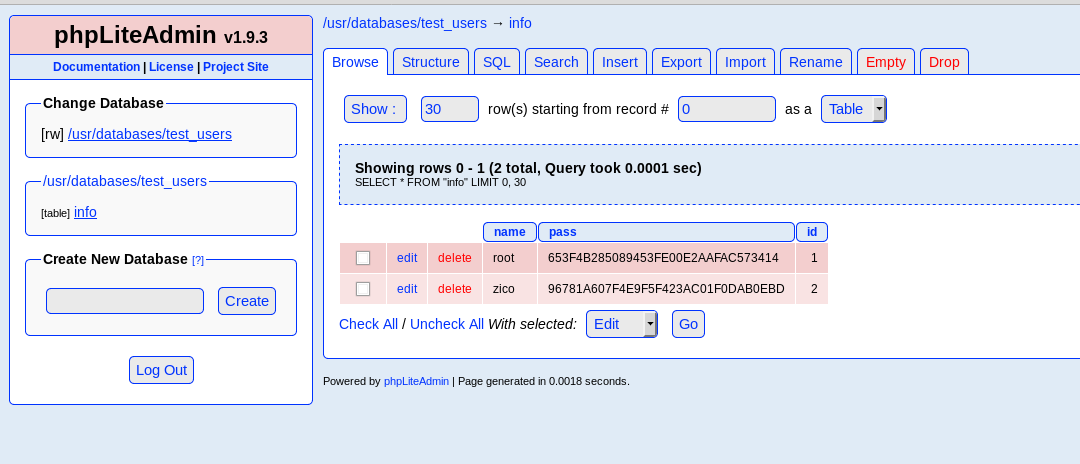 phpLiteAdmin v1.9.3
Documentation | License | Project Site
Change Database
[rw] /usr/databases/test_users
/usr/databases/test_users
[table] info
Create New Database [?]
Create
Log Out
/usr/databases/test_users → info
Browse Structure SQL Search Insert Export Import Rename Empty Drop
Show : 30 row(s) starting from record # 0 as a Table
Showing rows 0 - 1 (2 total, Query took 0.0001 sec)
SELECT * FROM "info" LIMIT 0, 30
name pass id
edit delete root 653F4B285089453FE00E2AAFAC573414 1
edit delete zico 96781A607F4E9F5F423AC01F0DAB0EBD 2
Check All / Uncheck All With selected: Edit Go
Powered by phpLiteAdmin | Page generated in 0.0018 seconds.